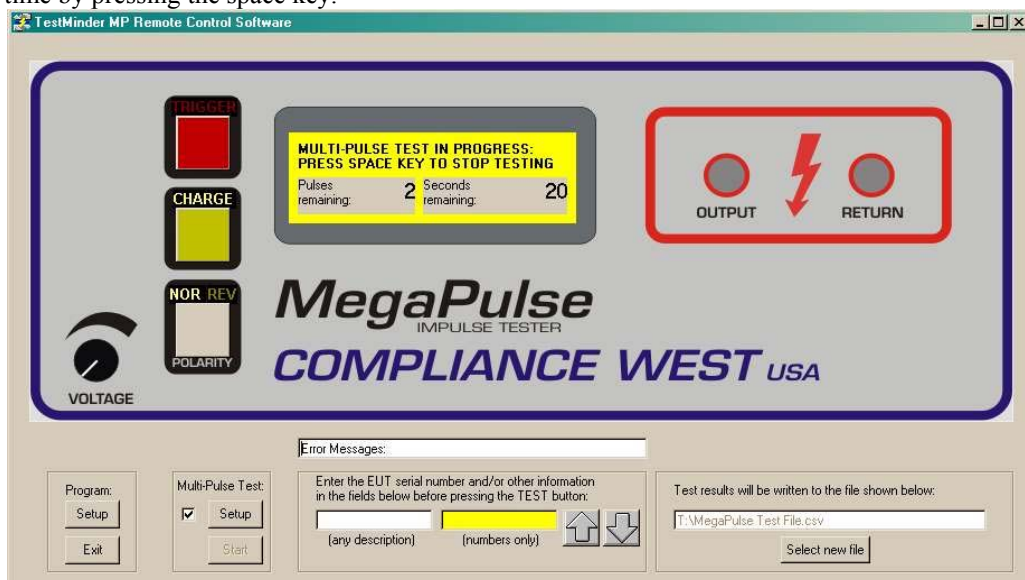 time by pressing the space key.
TestMinder MP Remote Control Software
TRIGGER
CHARGE
NOR REV
POLARITY
VOLTAGE
MULTI-PULSE TEST IN PROGRESS:
PRESS SPACE KEY TO STOP TESTING
Pulses remaining: 2 Seconds remaining: 20
OUTPUT
RETURN
MegaPulse
IMPULSE TESTER
COMPLIANCE WEST USA
Error Messages:
Program:
Setup
Exit
Multi-Pulse Test:
Setup
Start
Enter the EUT serial number and/or other information
in the fields below before pressing the TEST button:
(any description) (numbers only)
Test results will be written to the file shown below:
T:\MegaPulse Test File.csv
Select new file